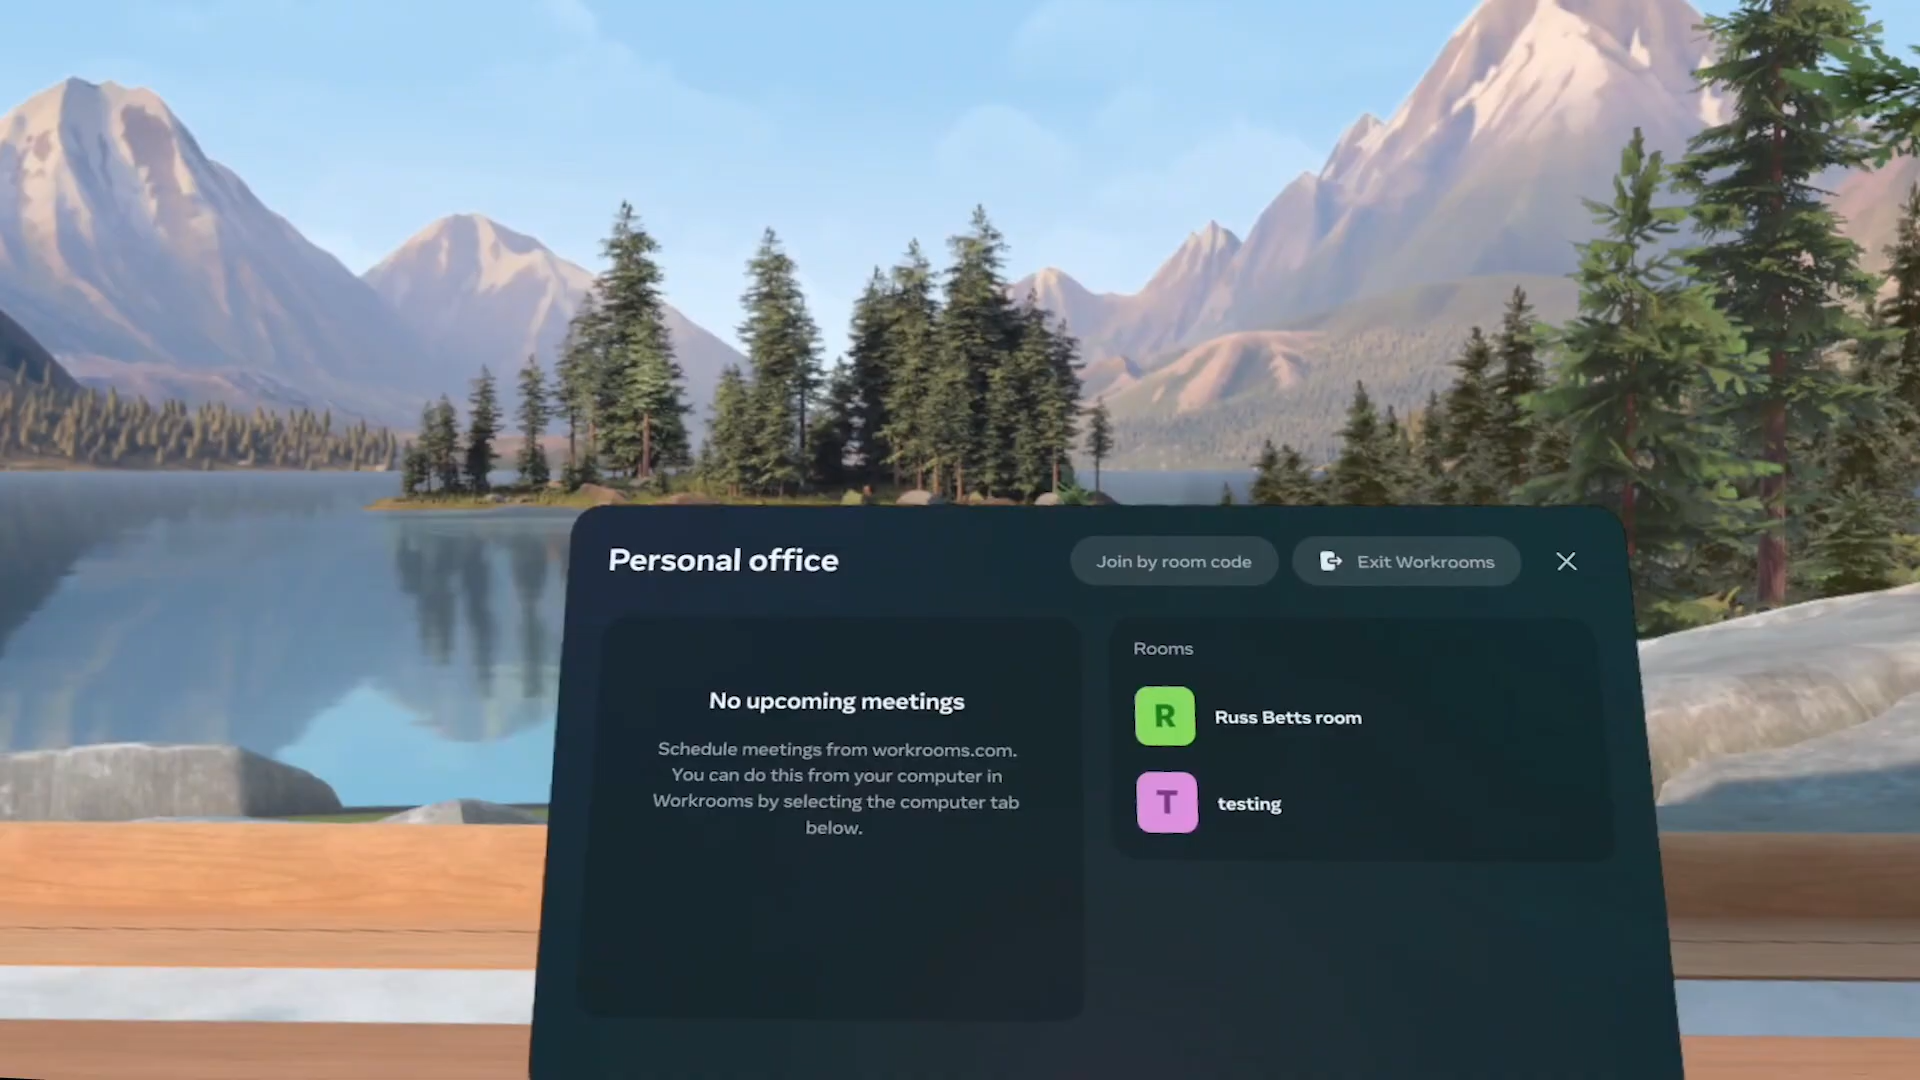 Personal office
Join by room code
Exit Workrooms
No upcoming meetings
Schedule meetings from workrooms.com.
You can do this from your computer in
Workrooms by selecting the computer tab
below.
Rooms
R
Russ Betts room
T
testing